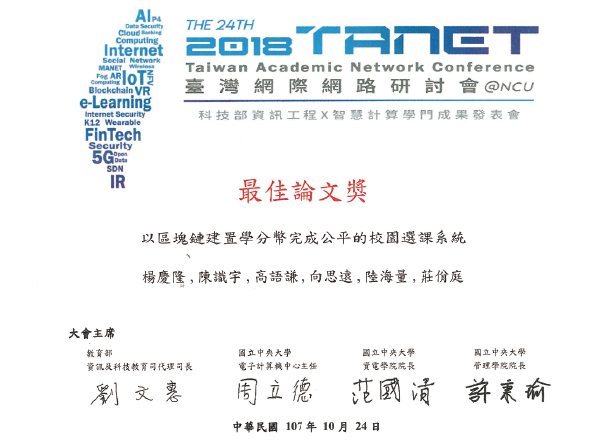 AI P4
Data Security
Cloud Banking
Computing
Internet
Social Network
MANET Wireless
Fog AR IoT NFV
Computing
Blockchain VR
e-Learning
Internet Security
K12 Wearable
FinTech
Security
5G Open Data
SDN
IR
THE 24TH
2018 TANET
Taiwan Academic Network Conference
臺灣網際網路研討會@NCU
科技部資訊工程X智慧計算學門成果發表會
最佳論文獎
以區塊鏈建置學分幣完成公平的校園選課系統
楊慶隆,陳識宇,高語謙,向思遠,陸海量,莊佾庭
大會主席
教育部
資訊及科技教育司代理司長
劉文惠
國立中央大學
電子計算機中心主任
周立德
國立中央大學
資電學院院長
范國清
國立中央大學
管理學院院長
許秉瑜
中華民國 107 年 10 月 24 日